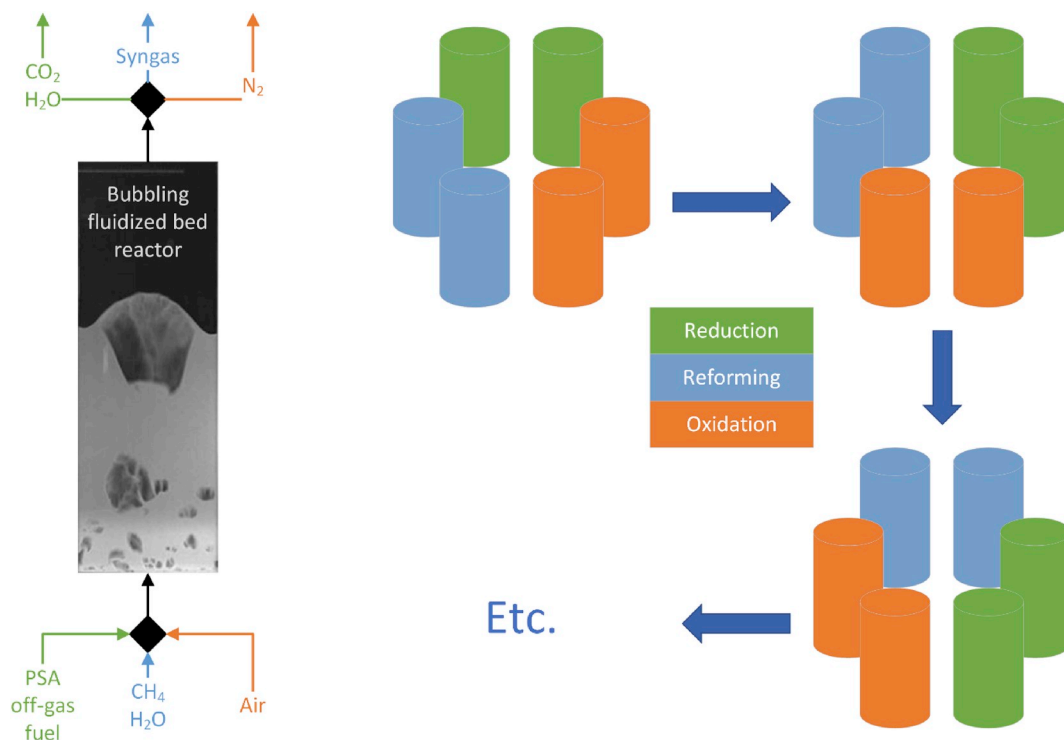 CO₂
H₂O
Syngas
N₂
Bubbling
fluidized bed
reactor
PSA
off-gas
fuel
CH₄
H₂O
Air
Reduction
Reforming
Oxidation
Etc.